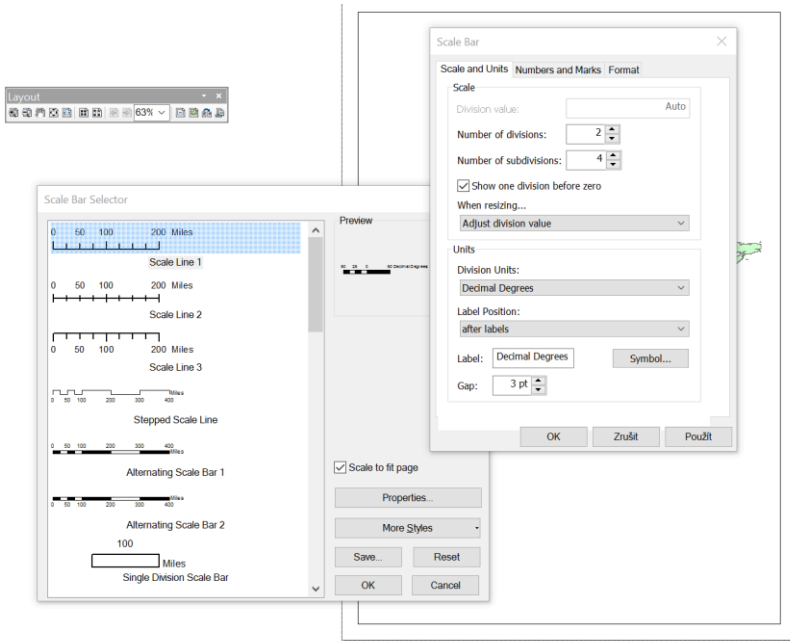 Layout
63%
Scale Bar Selector
0 50 100 200 Miles
Scale Line 1
0 50 100 200 Miles
Scale Line 2
0 50 100 200 Miles
Scale Line 3
Miles
0 50 100 200 300 400
Stepped Scale Line
0 50 100 200 300 400
Miles
Alternating Scale Bar 1
Miles
0 50 100 200 300 400
Alternating Scale Bar 2
100
Miles
Single Division Scale Bar
Preview
Decimal Degrees
Scale to fit page
Properties...
More Styles
Save...
Reset
OK
Cancel
Scale Bar
Scale and Units
Numbers and Marks
Format
Scale
Division value:
Auto
Number of divisions:
2
Number of subdivisions:
4
Show one division before zero
When resizing...
Adjust division value
Units
Division Units:
Decimal Degrees
Label Position:
after labels
Label:
Decimal Degrees
Symbol...
Gap:
3 pt
OK
Zrušit
Použít